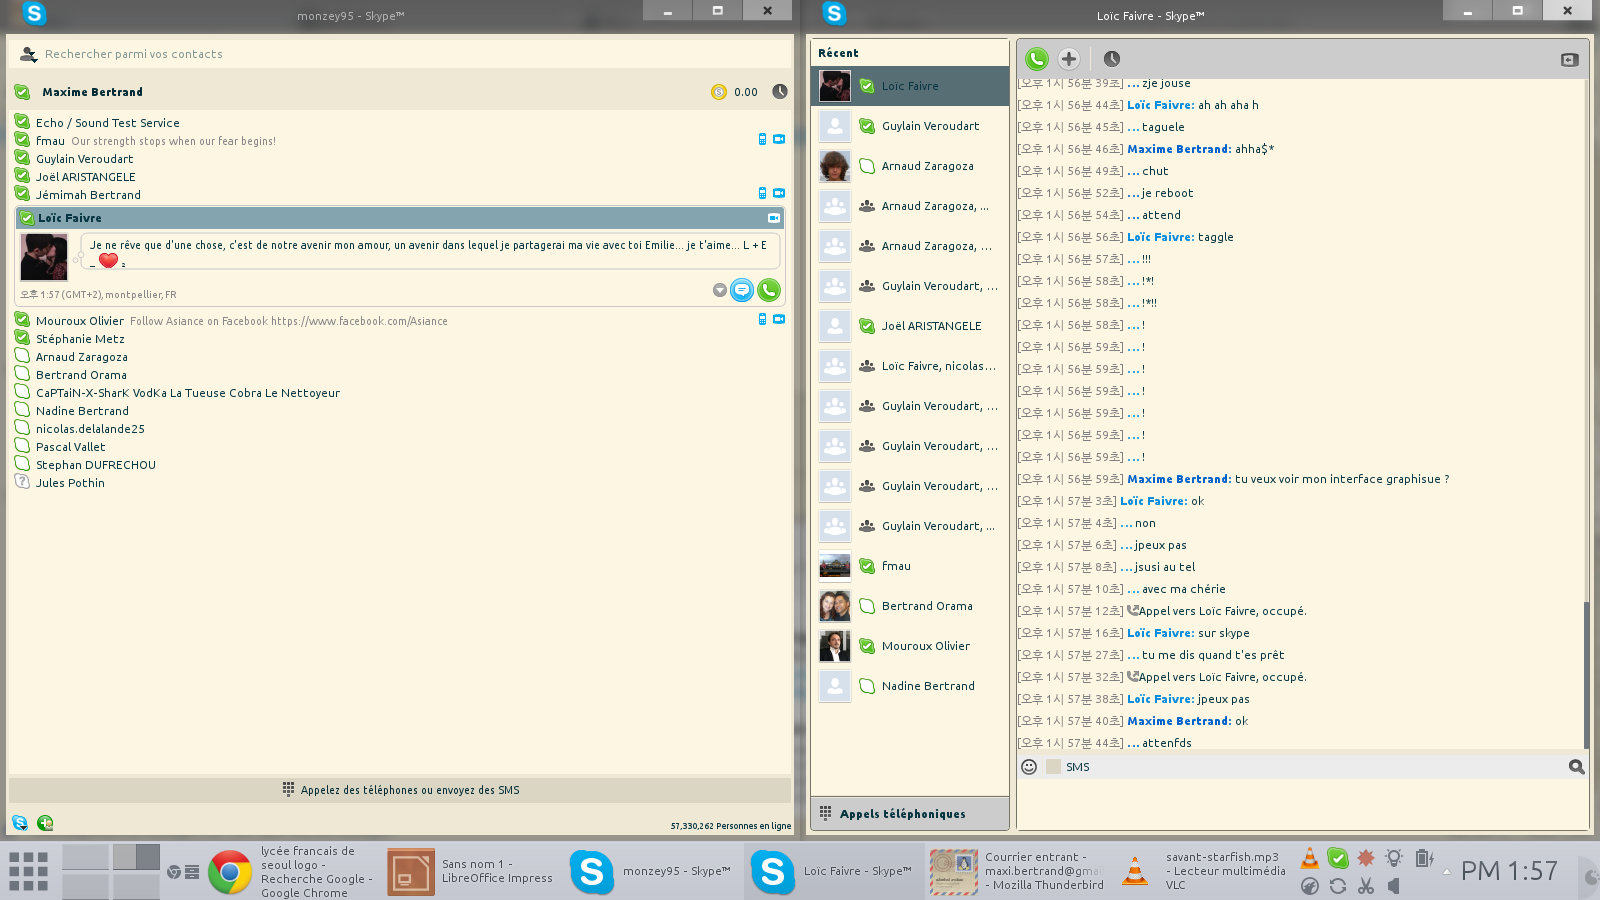 monzey95 - Skype™
Rechercher parmi vos contacts
Maxime Bertrand
0.00
Echo / Sound Test Service
fmau Our strength stops when our fear begins!
Guylain Veroudart
Joël ARISTANGELE
Jémimah Bertrand
Loïc Faivre
Je ne rêve que d'une chose, c'est de notre avenir mon amour, un avenir dans lequel je partagerai ma vie avec toi Emilie... je t'aime... L + E
오후 1:57 (GMT+2), montpellier, FR
Mouroux Olivier Follow Asiance on Facebook https://www.facebook.com/Asiance
Stéphanie Metz
Arnaud Zaragoza
Bertrand Orama
CaPTaiN-X-SharK VodKa La Tueuse Cobra Le Nettoyeur
Nadine Bertrand
nicolas.delalande25
Pascal Vallet
Stephan DUFRECHOU
Jules Pothin
Appelez des téléphones ou envoyez des SMS
57,330,262 Personnes en ligne
Loïc Faivre - Skype™
Récent
Loïc Faivre
Guylain Veroudart
Arnaud Zaragoza
Arnaud Zaragoza, ...
Arnaud Zaragoza, ...
Guylain Veroudart, ...
Joël ARISTANGELE
Loïc Faivre, nicolas...
Guylain Veroudart, ...
Guylain Veroudart, ...
Guylain Veroudart, ...
Guylain Veroudart, ...
fmau
Bertrand Orama
Mouroux Olivier
Nadine Bertrand
Appels téléphoniques
[오후 1시 56분 39초] ... zje jouse
[오후 1시 56분 44초] Loïc Faivre: ah ah aha h
[오후 1시 56분 45초] ... taguele
[오후 1시 56분 46초] Maxime Bertrand: ahha$*
[오후 1시 56분 49초] ... chut
[오후 1시 56분 52초] ... je reboot
[오후 1시 56분 54초] ... attend
[오후 1시 56분 56초] Loïc Faivre: taggle
[오후 1시 56분 57초] ... !!!
[오후 1시 56분 58초] ... !*!
[오후 1시 56분 58초] ... !*!!
[오후 1시 56분 58초] ... !
[오후 1시 56분 59초] ... !
[오후 1시 56분 59초] ... !
[오후 1시 56분 59초] ... !
[오후 1시 56분 59초] ... !
[오후 1시 56분 59초] ... !
[오후 1시 56분 59초] ... !
[오후 1시 56분 59초] Maxime Bertrand: tu veux voir mon interface graphisue ?
[오후 1시 57분 3초] Loïc Faivre: ok
[오후 1시 57분 4초] ... non
[오후 1시 57분 6초] ... jpeux pas
[오후 1시 57분 8초] ... jsusi au tel
[오후 1시 57분 10초] ... avec ma chérie
[오후 1시 57분 12초] Appel vers Loïc Faivre, occupé.
[오후 1시 57분 16초] Loïc Faivre: sur skype
[오후 1시 57분 27초] ... tu me dis quand t'es prêt
[오후 1시 57분 32초] Appel vers Loïc Faivre, occupé.
[오후 1시 57분 38초] Loïc Faivre: jpeux pas
[오후 1시 57분 40초] Maxime Bertrand: ok
[오후 1시 57분 44초] ... attenfds
SMS
lycée francais de
seoul logo -
Recherche Google -
Google Chrome
Sans nom 1 -
LibreOffice Impress
monzey95 - Skype™
Loïc Faivre - Skype™
Courrier entrant -
maxi.bertrand@gmai
- Mozilla Thunderbird
savant-starfish.mp3
- Lecteur multimédia
VLC
PM 1:57